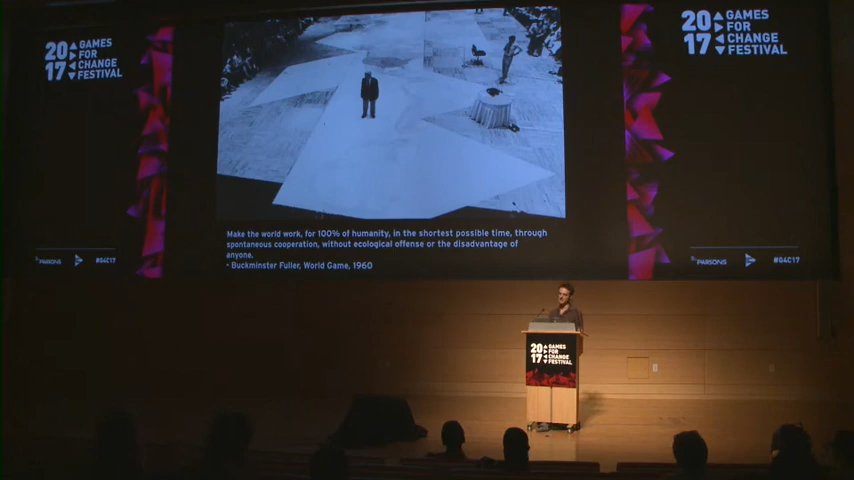 20 GAMES
17 FOR
CHANGE
FESTIVAL
20 GAMES
17 FOR
CHANGE
FESTIVAL
Make the world work, for 100% of humanity, in the shortest possible time, through
spontaneous cooperation, without ecological offense or the disadvantage of
anyone.
- Buckminster Fuller, World Game, 1960
PARSONS #G4C17
PARSONS #G4C17
20 GAMES
17 FOR
CHANGE
FESTIVAL